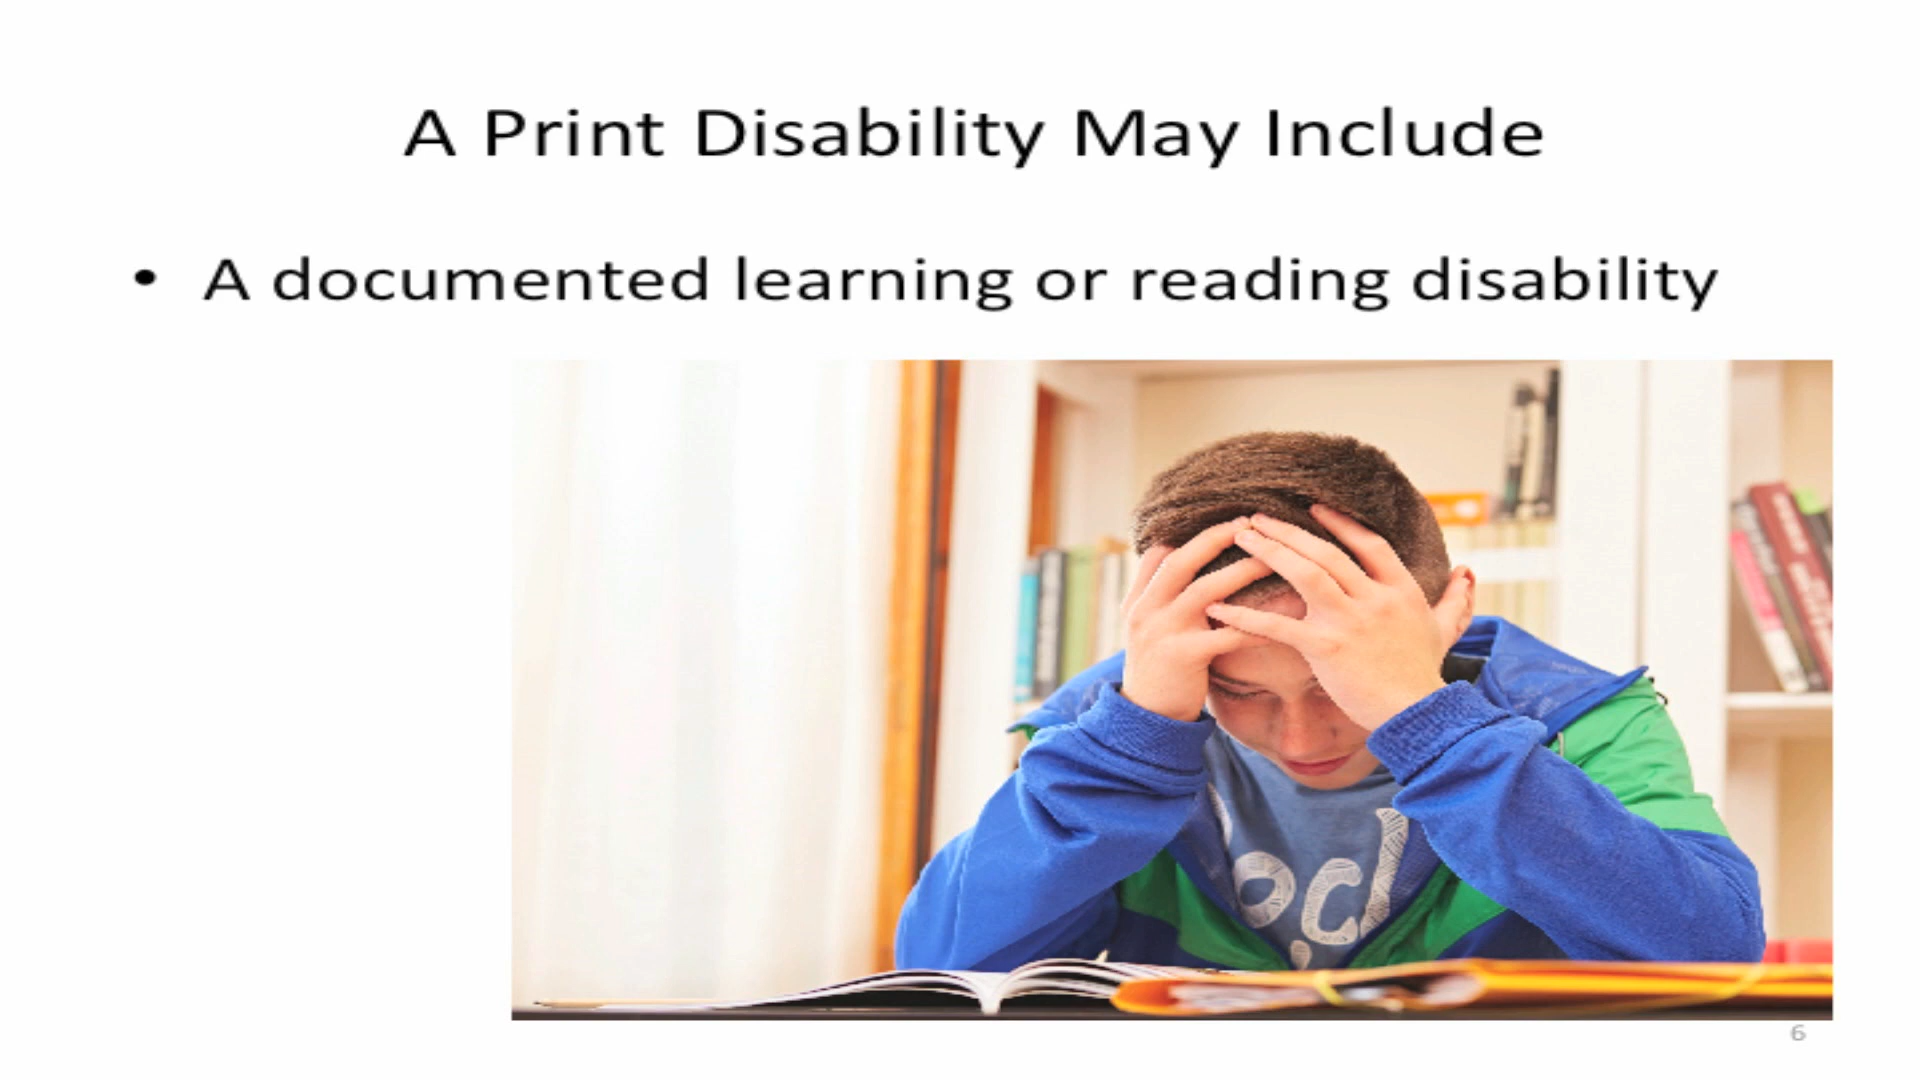 A Print Disability May Include
• A documented learning or reading disability
6